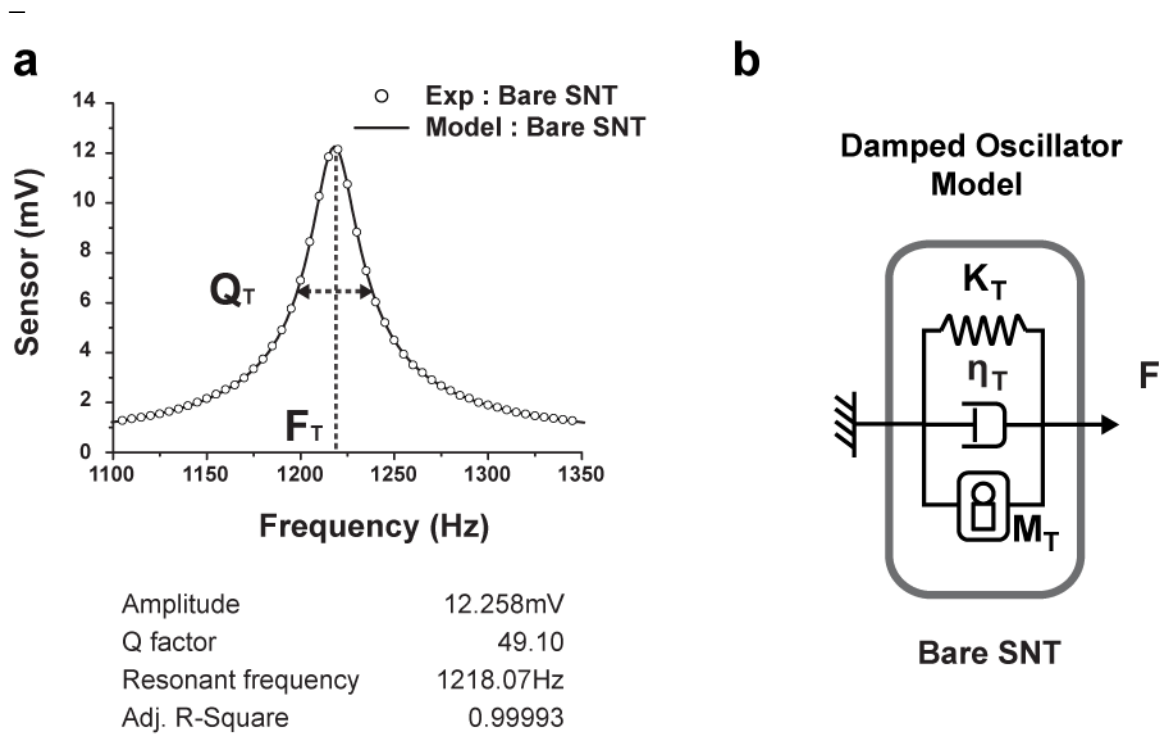 a
14
12
10
8
6
4
2
0
Sensor (mV)
Exp : Bare SNT
Model : Bare SNT
QT
FT
1100 1150 1200 1250 1300 1350
Frequency (Hz)
Amplitude 12.258mV
Q factor 49.10
Resonant frequency 1218.07Hz
Adj. R-Square 0.99993
b
Damped Oscillator
Model
KT
ηT
F
MT
Bare SNT